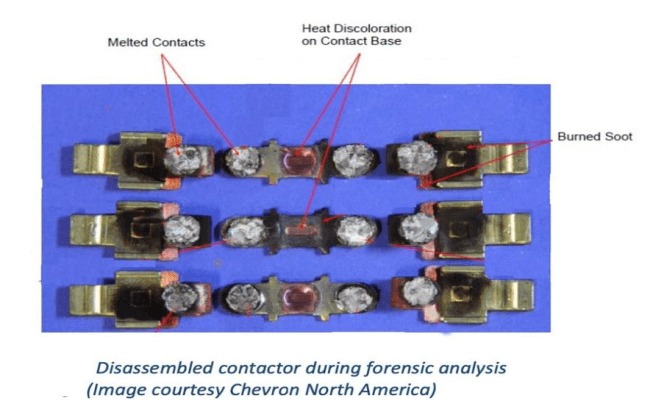 Heat Discoloration
on Contact Base
Melted Contacts
Burned Soot
Disassembled contactor during forensic analysis
(Image courtesy Chevron North America)